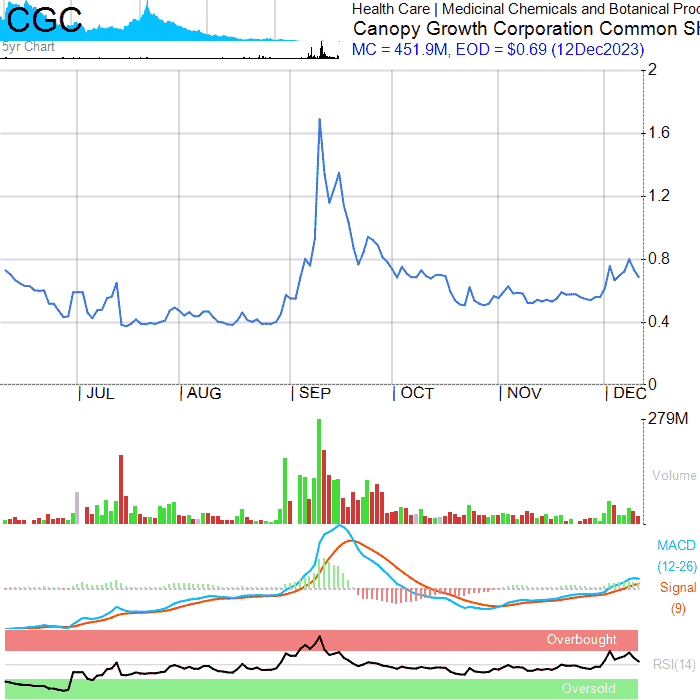 CGC
5yr Chart
Health Care | Medicinal Chemicals and Botanical Proc
Canopy Growth Corporation Common Sh
MC = 451.9M, EOD = $0.69 (12Dec2023)
2
1.6
1.2
0.8
0.4
0
| JUL | AUG | SEP | OCT | NOV | DEC
279M
Volume
MACD
(12-26)
Signal
(9)
Overbought
RSI(14)
Oversold